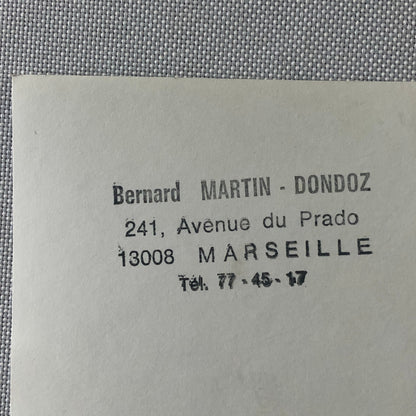 Bernard MARTIN - DONDOZ
241, Avenue du Prado
13008 MARSEILLE
Tél. 77 - 45 - 17